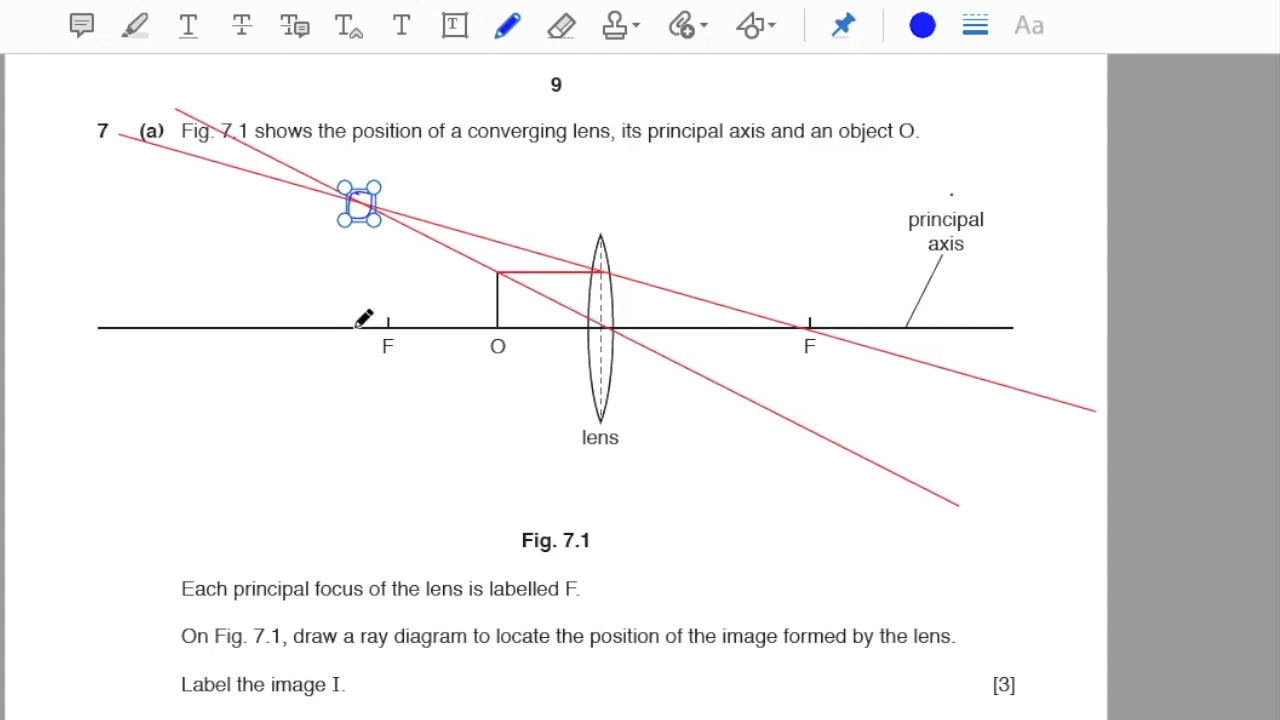 T T T T T T Aa
9
7 (a) Fig. 7.1 shows the position of a converging lens, its principal axis and an object O.
principal
axis
F O F
lens
Fig. 7.1
Each principal focus of the lens is labelled F.
On Fig. 7.1, draw a ray diagram to locate the position of the image formed by the lens.
Label the image I. [3]